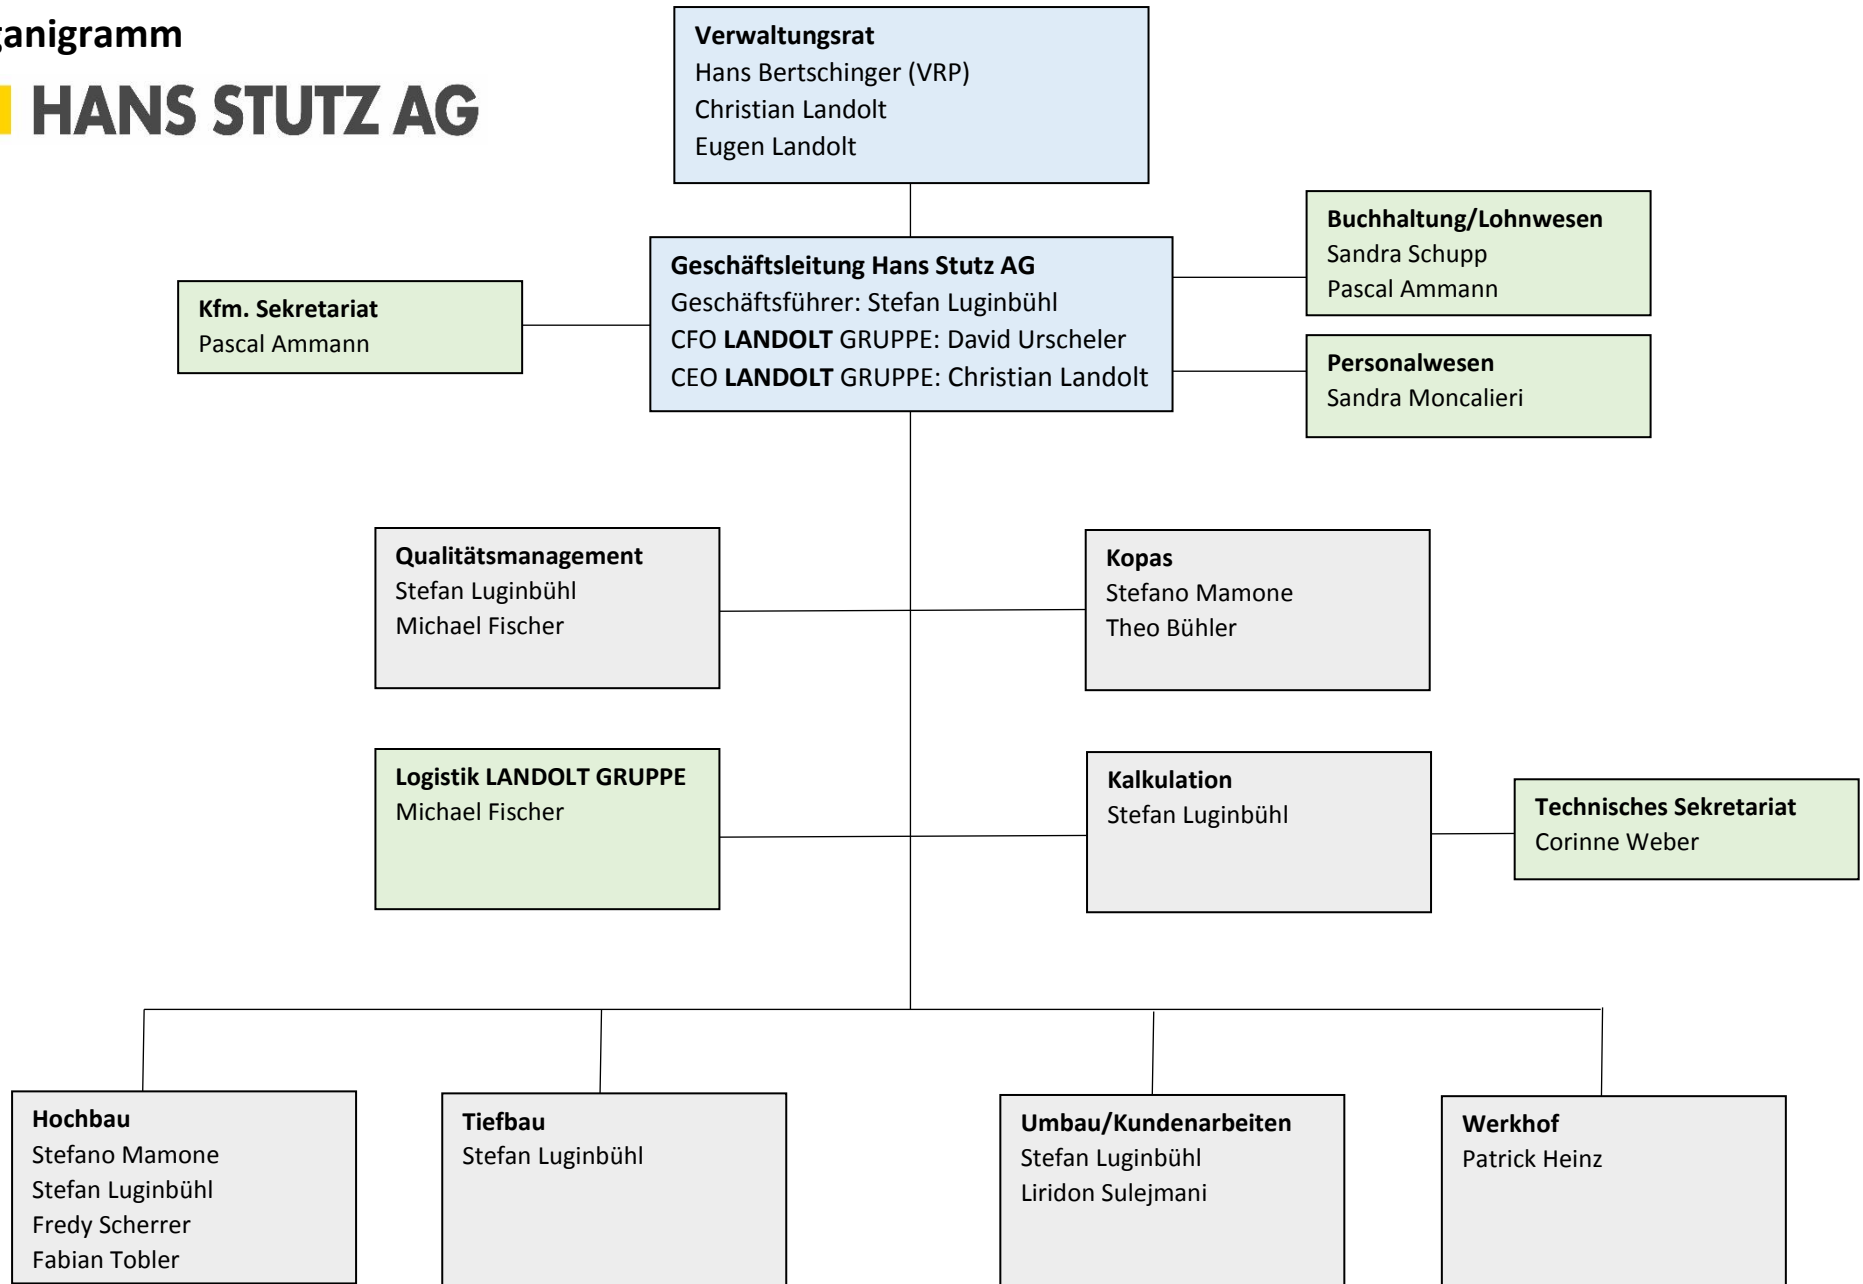 ganigramm
HANS STUTZ AG
Verwaltungsrat
Hans Bertschinger (VRP)
Christian Landolt
Eugen Landolt
Buchhaltung/Lohnwesen
Sandra Schupp
Pascal Ammann
Geschäftsleitung Hans Stutz AG
Geschäftsführer: Stefan Luginbühl
CFO LANDOLT GRUPPE: David Urscheler
CEO LANDOLT GRUPPE: Christian Landolt
Kfm. Sekretariat
Pascal Ammann
Personalwesen
Sandra Moncalieri
Qualitätsmanagement
Stefan Luginbühl
Michael Fischer
Kopas
Stefano Mamone
Theo Bühler
Logistik LANDOLT GRUPPE
Michael Fischer
Kalkulation
Stefan Luginbühl
Technisches Sekretariat
Corinne Weber
Hochbau
Stefano Mamone
Stefan Luginbühl
Fredy Scherrer
Fabian Tobler
Tiefbau
Stefan Luginbühl
Umbau/Kundenarbeiten
Stefan Luginbühl
Liridon Sulejmani
Werkhof
Patrick Heinz